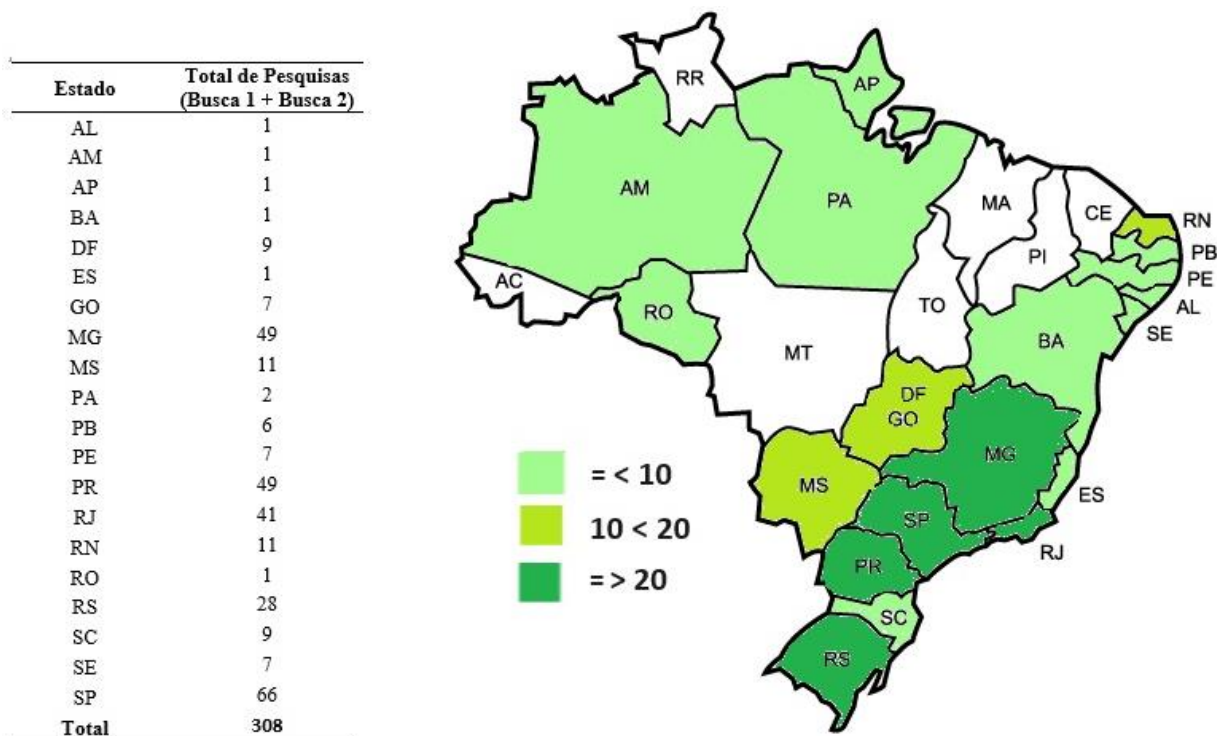 Estado Total de Pesquisas
(Busca 1 + Busca 2)
AL 1
AM 1
AP 1
BA 1
DF 9
ES 1
GO 7
MG 49
MS 11
PA 2
PB 6
PE 7
PR 49
RJ 41
RN 11
RO 1
RS 28
SC 9
SE 7
SP 66
Total 308
RR
AP
AM
PA
MA
CE
RN
PB
PI
PE
AC
AL
RO
TO
SE
BA
MT
DF
GO
MG
MS
ES
SP
RJ
PR
SC
RS
= < 10
10 < 20
= > 20